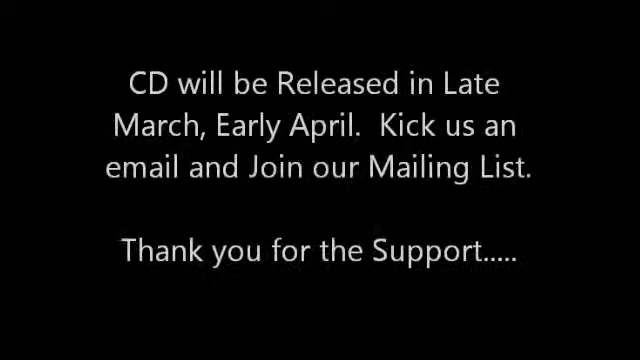 CD will be Released in Late
March, Early April.  Kick us an
email and Join our Mailing List.
Thank you for the Support.....